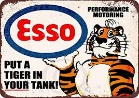 PERFORMANCE
MOTORING
Esso
PUT A
TIGER IN
YOUR TANK!